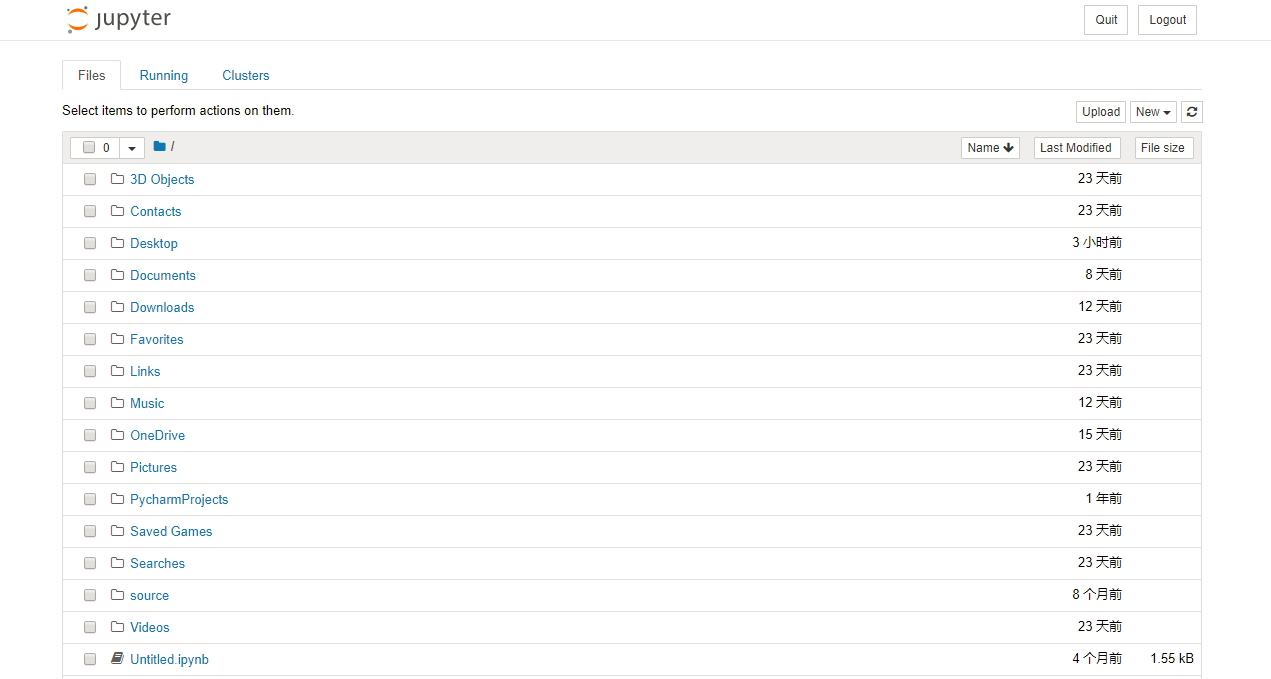 jupyter Quit Logout
Files Running Clusters
Select items to perform actions on them. Upload New
0 / Name Last Modified File size
3D Objects 23 天前
Contacts 23 天前
Desktop 3 小时前
Documents 8 天前
Downloads 12 天前
Favorites 23 天前
Links 23 天前
Music 12 天前
OneDrive 15 天前
Pictures 23 天前
PycharmProjects 1 年前
Saved Games 23 天前
Searches 23 天前
source 8 个月前
Videos 23 天前
Untitled.ipynb 4 个月前 1.55 kB